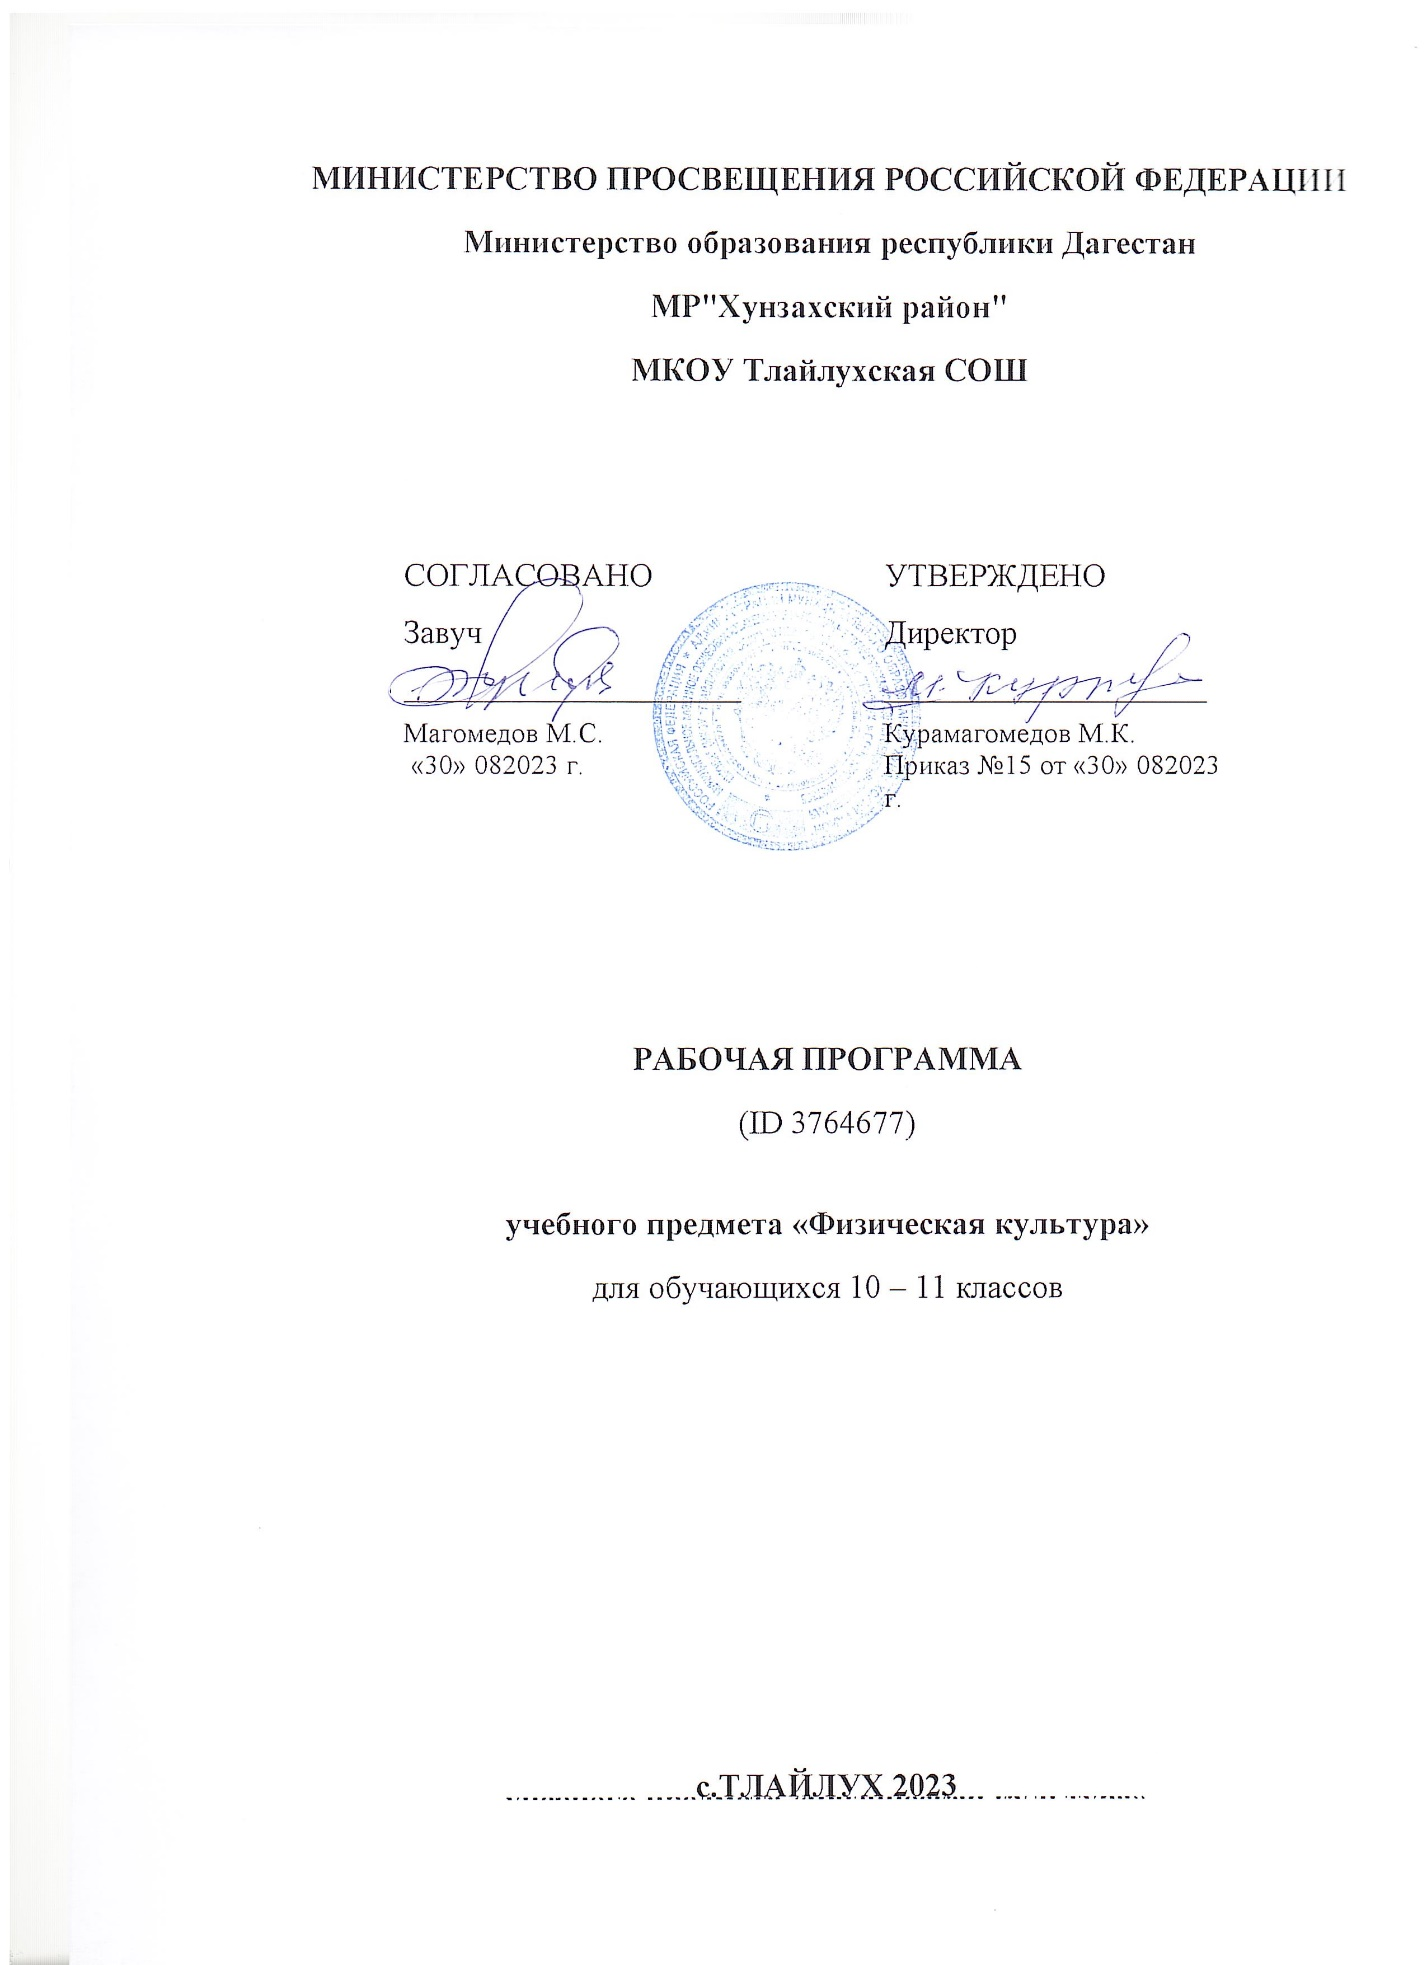 МИНИСТЕРСТВО ПРОСВЕЩЕНИЯ РОССИЙСКОЙ ФЕДЕРАЦИИ
Министерство образования республики Дагестан
МР"Хунзахский район"
МКОУ Тлайлухская СОШ
СОГЛАСОВАНО
Завуч
Магомедов М.С.
«30» 082023 г.
УТВЕРЖДЕНО
Директор
Курамагомедов М.К.
Приказ №15 от «30» 082023
г.
РАБОЧАЯ ПРОГРАММА
(ID 3764677)
учебного предмета «Физическая культура»
для обучающихся 10 – 11 классов
с.ТЛАЙЛУХ 2023